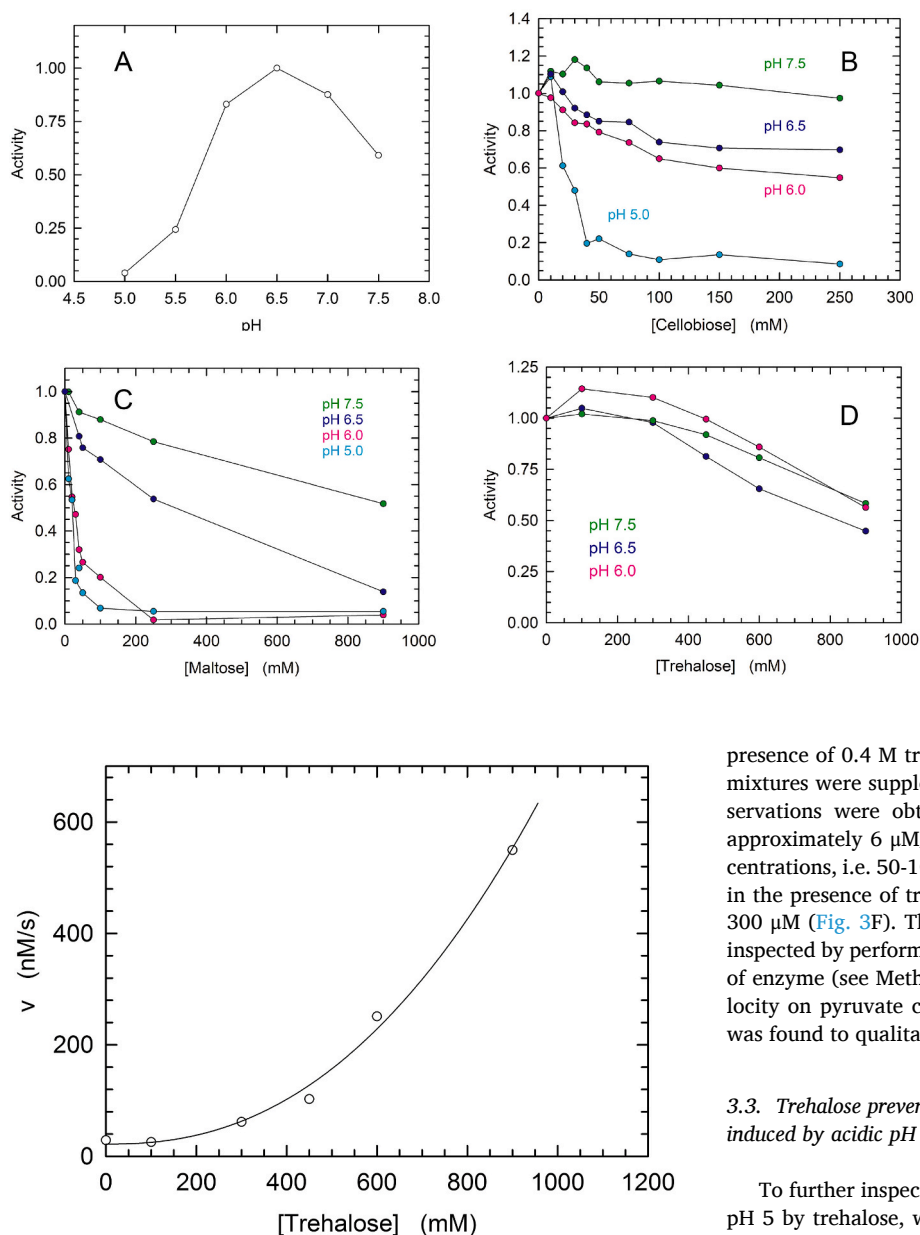 A
Activity
1.00
0.75
0.50
0.25
0.00
4.5 5.0 5.5 6.0 6.5 7.0 7.5 8.0
pH
B
Activity
1.4
1.2
1.0
0.8
0.6
0.4
0.2
0.0
pH 7.5
pH 6.5
pH 6.0
pH 5.0
0 50 100 150 200 250 300
[Cellobiose] (mM)
C
Activity
1.0
0.8
0.6
0.4
0.2
0.0
pH 7.5
pH 6.5
pH 6.0
pH 5.0
0 200 400 600 800 1000
[Maltose] (mM)
D
Activity
1.25
1.00
0.75
0.50
0.25
0.00
pH 7.5
pH 6.5
pH 6.0
0 200 400 600 800 1000
[Trehalose] (mM)
v (nM/s)
600
400
200
0
0 200 400 600 800 1000 1200
[Trehalose] (mM)
presence of 0.4 M tr
mixtures were supple
servations were obt
approximately 6 μM
centrations, i.e. 50-1
in the presence of tr
300 μM (Fig. 3F). Th
inspected by perform
of enzyme (see Meth
locity on pyruvate c
was found to qualita
3.3. Trehalose preven
induced by acidic pH
To further inspec
pH 5 by trehalose, w